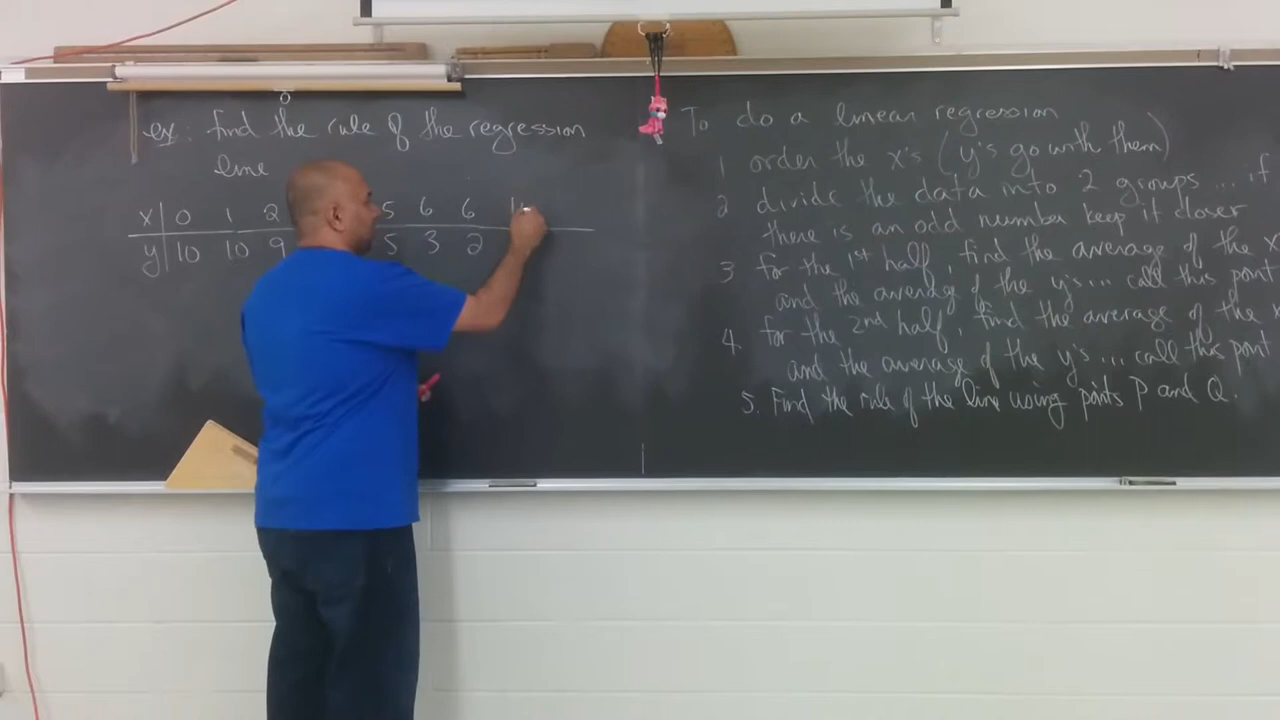 ex: find the rule of the regression
line
x 0 1 2 5 6 6
y 10 10 9 5 3 2
To do a linear regression
1 order the x's (y's go with them)
2 divide the data into 2 groups ... if
there is an odd number keep it closer
3 for the 1st half, find the average of the x
and the average of the y's ... call this point
4. for the 2nd half, find the average of the x
and the average of the y's ... call this point
5. Find the rule of the line using points P and Q.